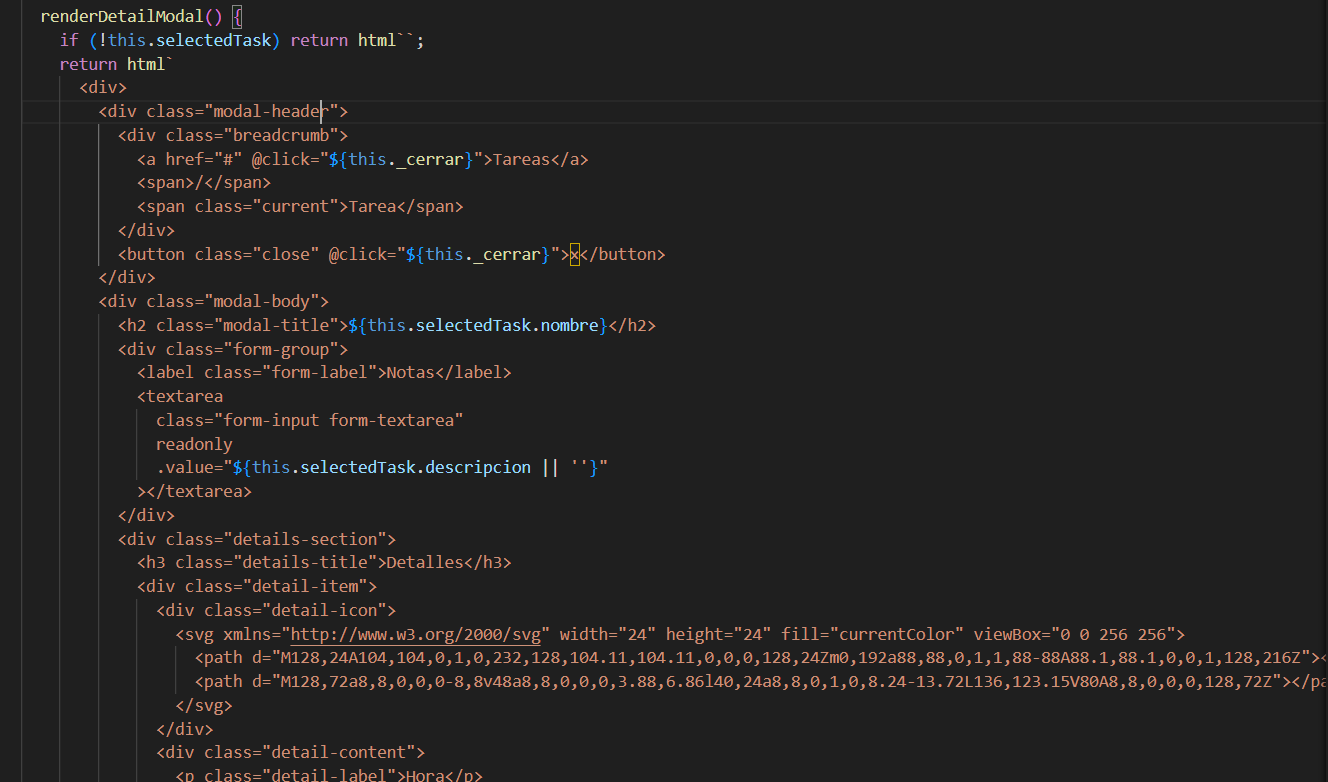 renderDetailModal() {
if (!this.selectedTask) return html``;
return html`
<div>
<div class="modal-header">
<div class="breadcrumb">
<a href="#" @click="${this._cerrar}">Tareas</a>
<span>/</span>
<span class="current">Tarea</span>
</div>
<button class="close" @click="${this._cerrar}">x</button>
</div>
<div class="modal-body">
<h2 class="modal-title">${this.selectedTask.nombre}</h2>
<div class="form-group">
<label class="form-label">Notas</label>
<textarea
class="form-input form-textarea"
readonly
.value="${this.selectedTask.descripcion || ''}"
></textarea>
</div>
<div class="details-section">
<h3 class="details-title">Detalles</h3>
<div class="detail-item">
<div class="detail-icon">
<svg xmlns="http://www.w3.org/2000/svg" width="24" height="24" fill="currentColor" viewBox="0 0 256 256">
<path d="M128,24A104,104,0,1,0,232,128,104.11,104.11,0,0,0,128,24Zm0,192a88,88,0,1,1,88-88A88.1,88.1,0,0,1,128,216Z"><
<path d="M128,72a8,8,0,0,0-8,8v48a8,8,0,0,0,3.88,6.86l40,24a8,8,0,1,0,8.24-13.72L136,123.15V80A8,8,0,0,0,128,72Z"></pa
</svg>
</div>
<div class="detail-content">
<p class="detail-label">Hora</p>